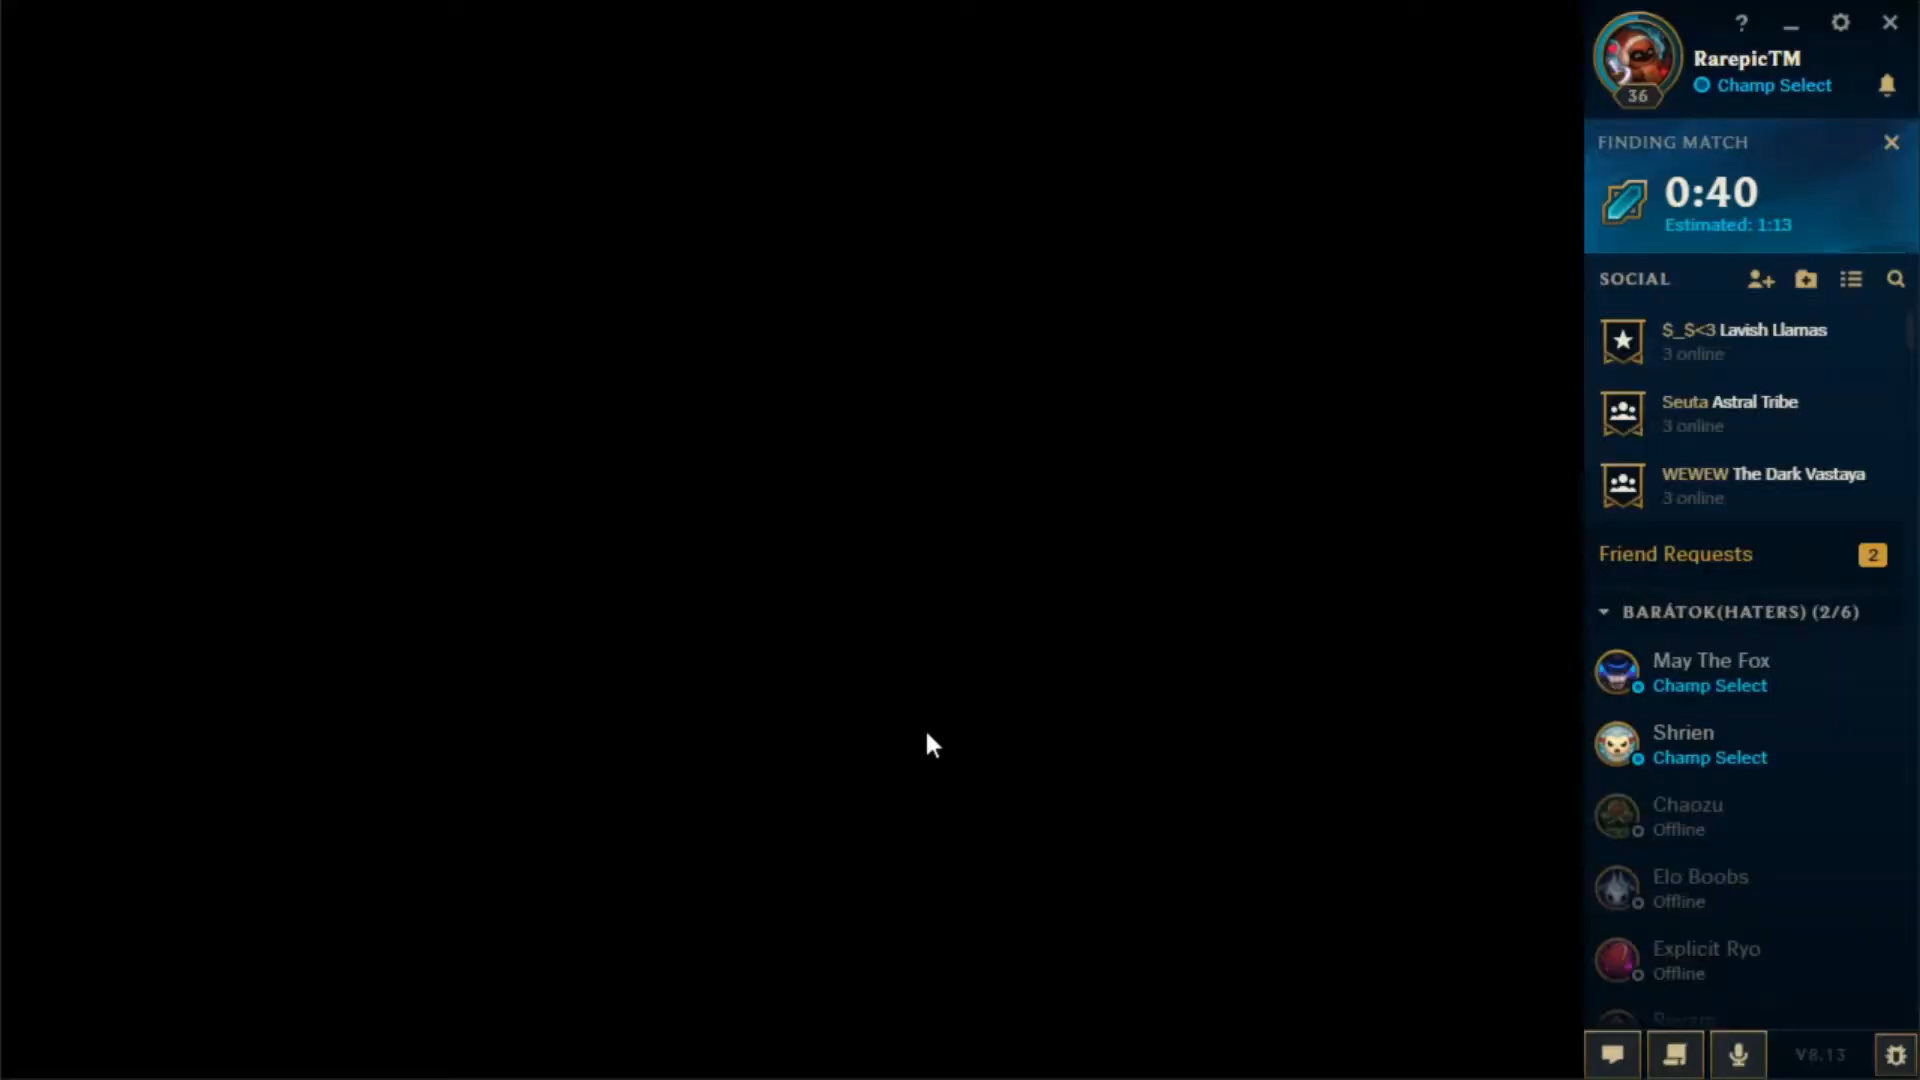 ?
RarepicTM
Champ Select
36
FINDING MATCH
0:40
Estimated: 1:13
SOCIAL
$_$<3 Lavish Llamas
3 online
Seuta Astral Tribe
3 online
WEWEW The Dark Vastaya
3 online
Friend Requests 2
BARÁTOK(HATERS) (2/6)
May The Fox
Champ Select
Shrien
Champ Select
Chaozu
Offline
Elo Boobs
Offline
Explicit Ryo
Offline
V8.13